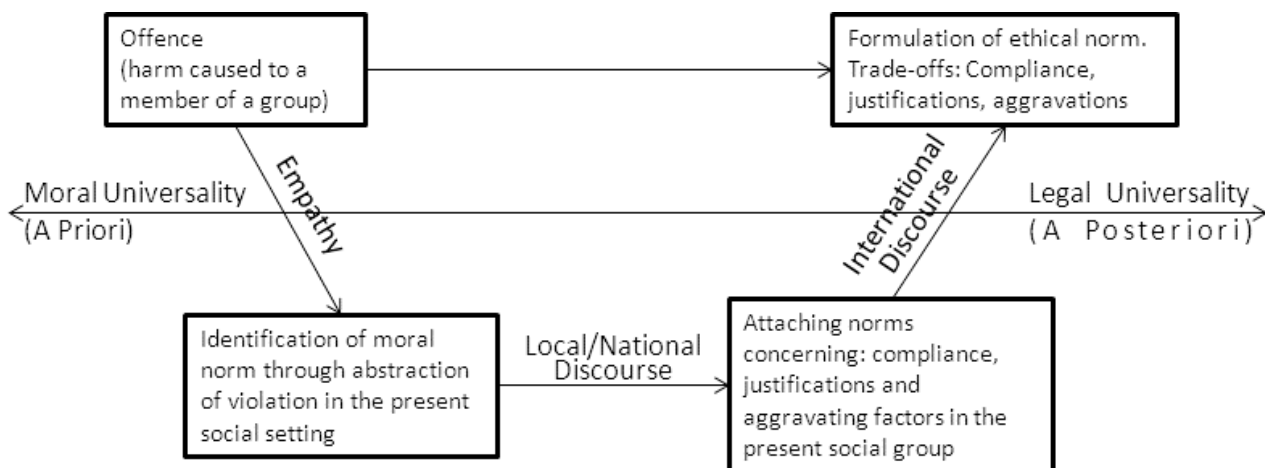 Offence
(harm caused to a
member of a group)
Formulation of ethical norm.
Trade-offs: Compliance,
justifications, aggravations
Empathy
International
Discourse
Moral Universality
(A Priori)
Legal Universality
(A Posteriori)
Identification of moral
norm through abstraction
of violation in the present
social setting
Local/National
Discourse
Attaching norms
concerning: compliance,
justifications and
aggravating factors in the
present social group